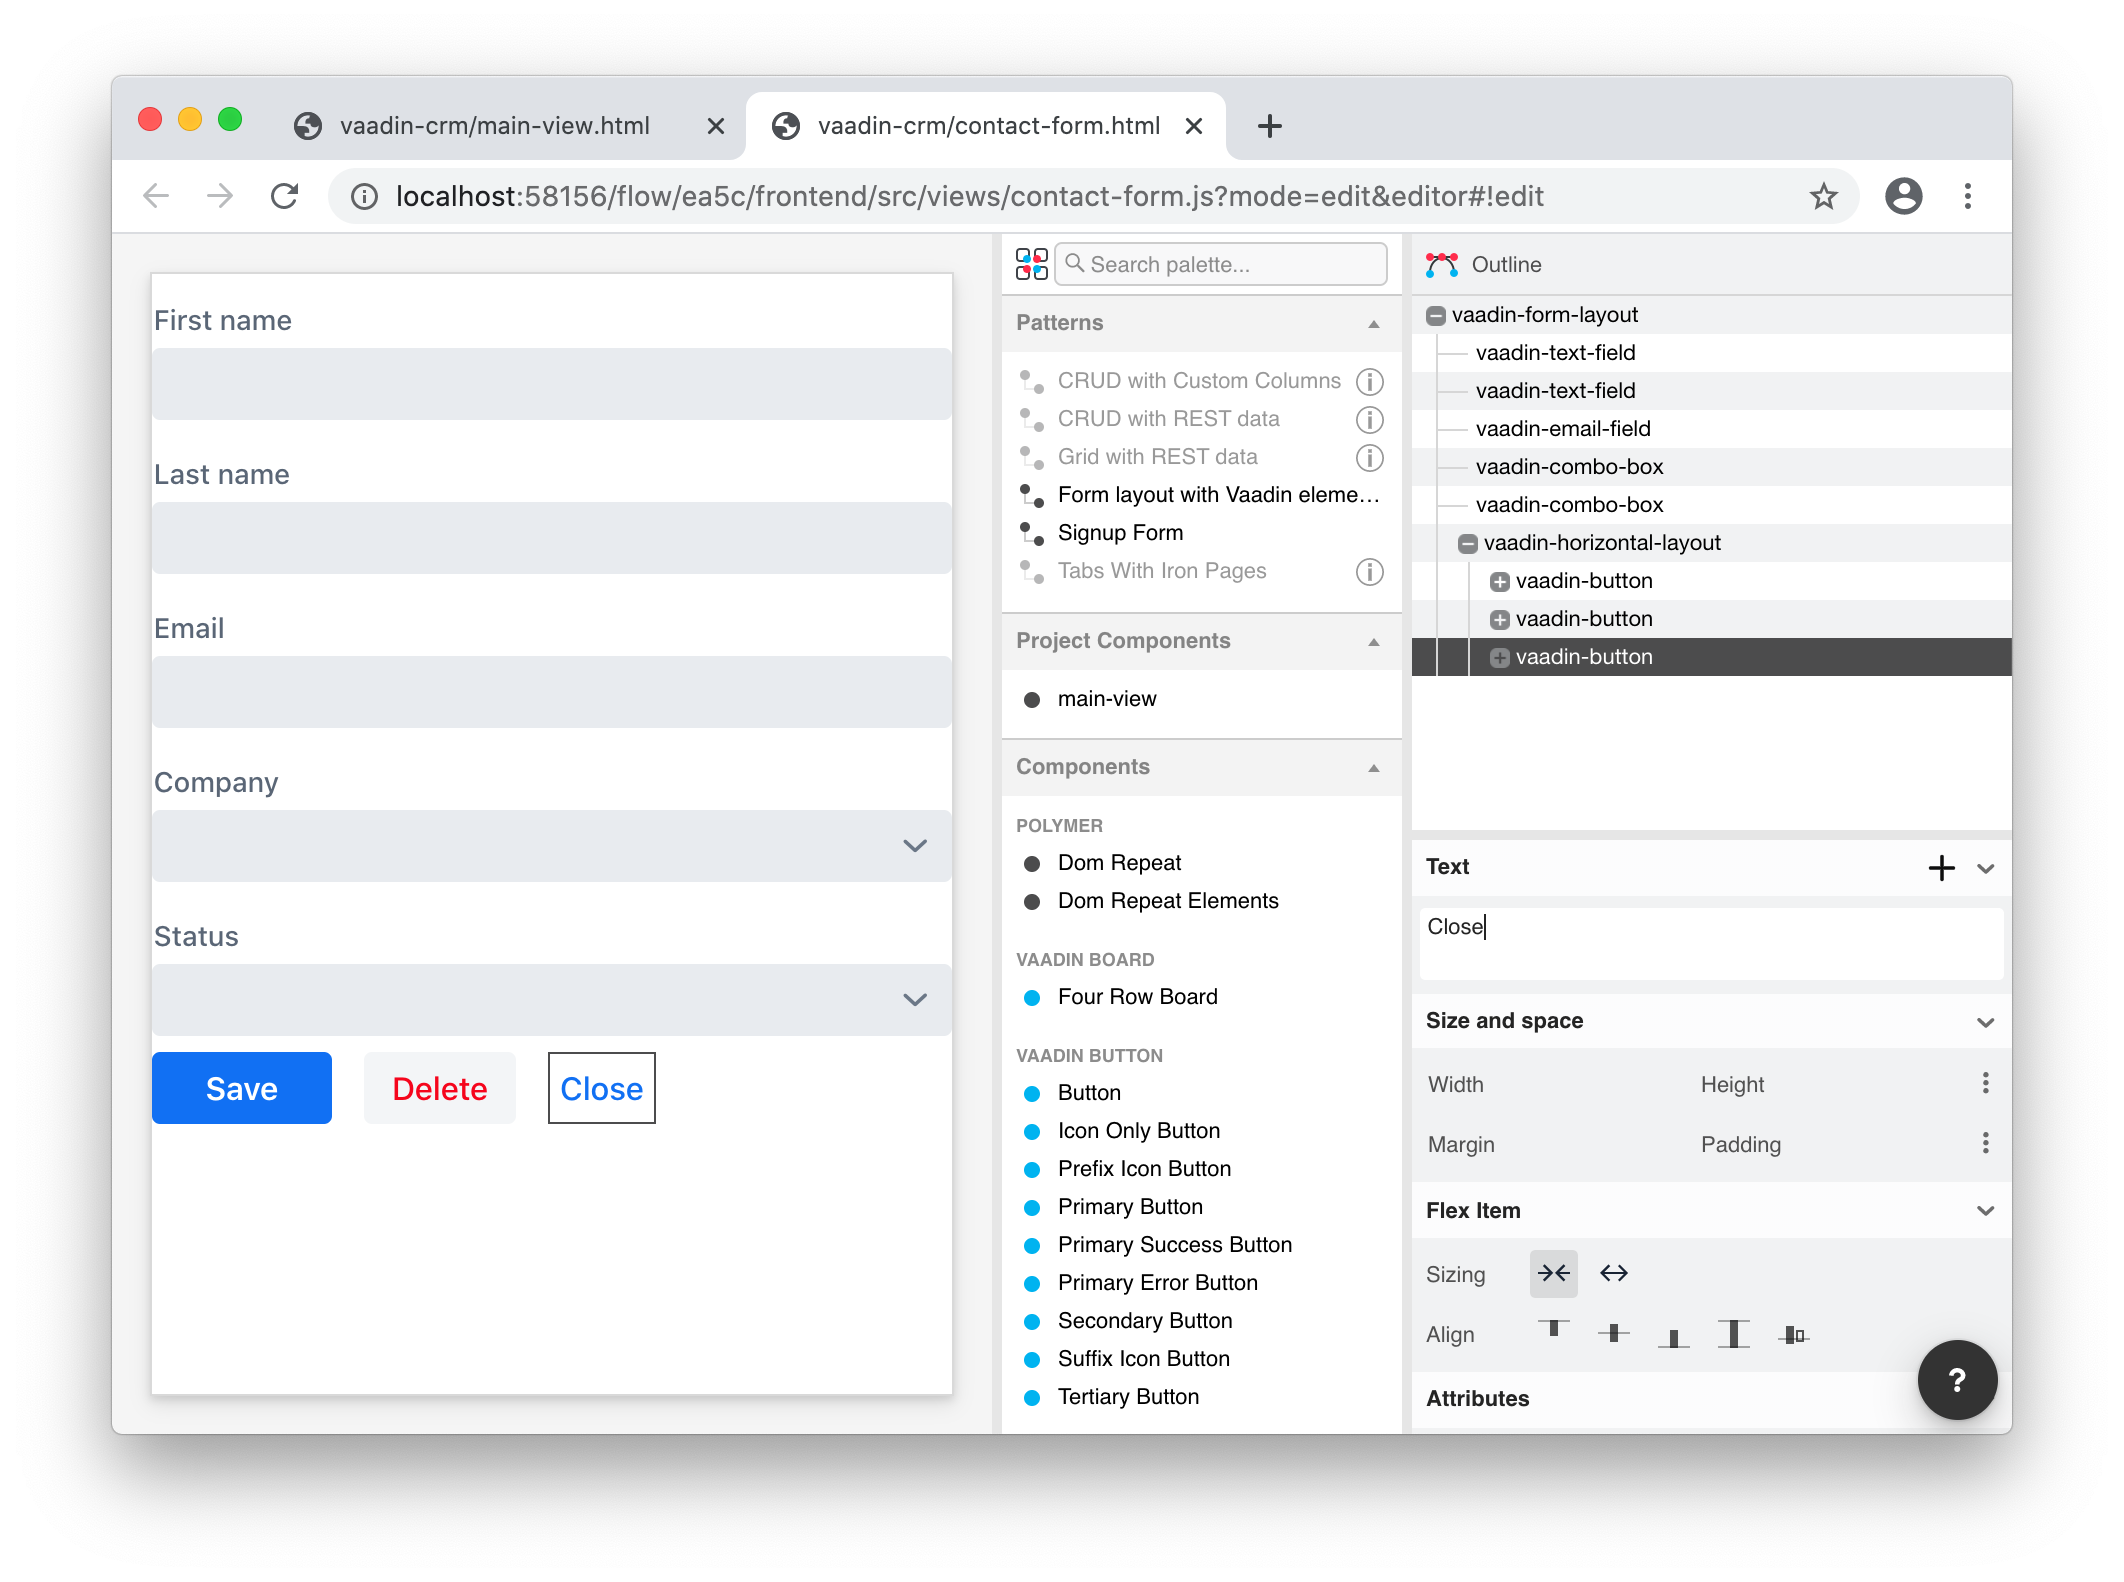 vaadin-crm/main-view.html
vaadin-crm/contact-form.html
localhost:58156/flow/ea5c/frontend/src/views/contact-form.js?mode=edit&editor#!edit
First name
Last name
Email
Company
Status
Save Delete Close
Search palette...
Patterns
CRUD with Custom Columns
CRUD with REST data
Grid with REST data
Form layout with Vaadin eleme...
Signup Form
Tabs With Iron Pages
Project Components
main-view
Components
POLYMER
Dom Repeat
Dom Repeat Elements
VAADIN BOARD
Four Row Board
VAADIN BUTTON
Button
Icon Only Button
Prefix Icon Button
Primary Button
Primary Success Button
Primary Error Button
Secondary Button
Suffix Icon Button
Tertiary Button
Outline
vaadin-form-layout
vaadin-text-field
vaadin-text-field
vaadin-email-field
vaadin-combo-box
vaadin-combo-box
vaadin-horizontal-layout
vaadin-button
vaadin-button
vaadin-button
Text
Close
Size and space
Width Height
Margin Padding
Flex Item
Sizing
Align
Attributes
?